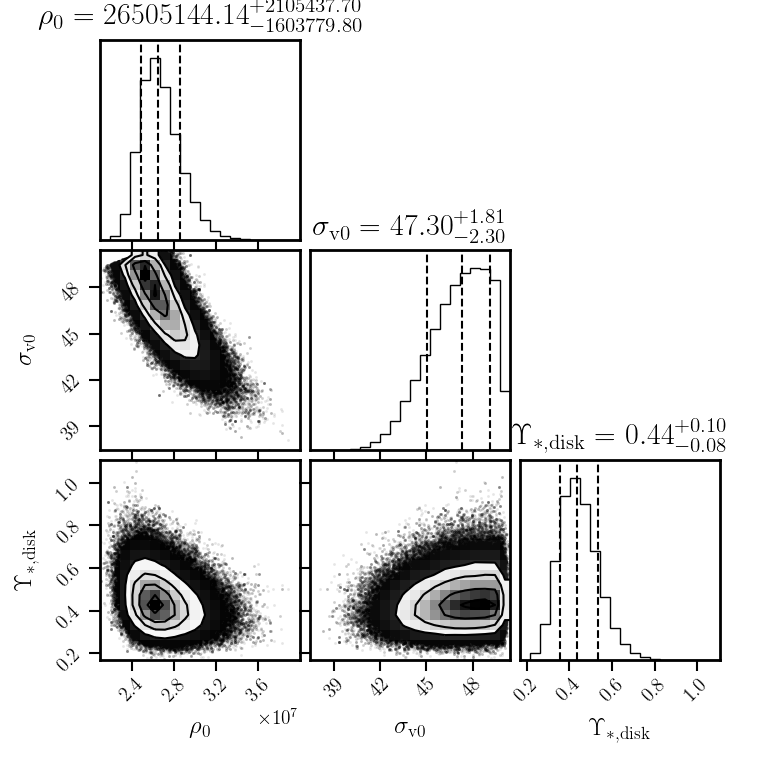 ρ₀ = 26505144.14⁺²¹⁰⁵⁴³⁷·⁷⁰₋₁₆₀₃₇₇₉.₈₀
σᵥ₀ = 47.30⁺¹·⁸¹₋₂.₃₀
48
45
42
39
σᵥ₀
Υ∗,disk = 0.44⁺⁰·¹⁰₋₀.₀₈
1.0
0.8
0.6
0.4
0.2
Υ∗,disk
2.4 2.8 3.2 3.6
×10⁷
ρ₀
39 42 45 48
σᵥ₀
0.2 0.4 0.6 0.8 1.0
Υ∗,disk